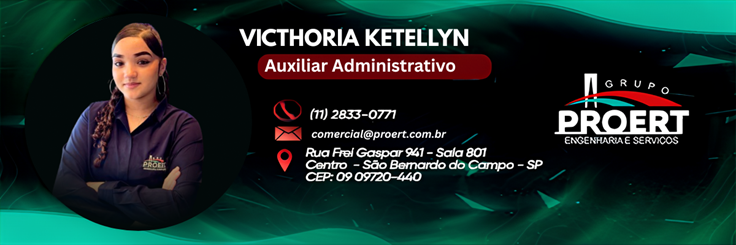 VICTHORIA KETELLYN
Auxiliar Administrativo
(11) 2833-0771
comercial@proert.com.br
Rua Frei Gaspar 941 - Sala 801
Centro - São Bernardo do Campo - SP
CEP: 09 09720-440
GRUPO
PROERT
ENGENHARIA E SERVIÇOS
PROERT